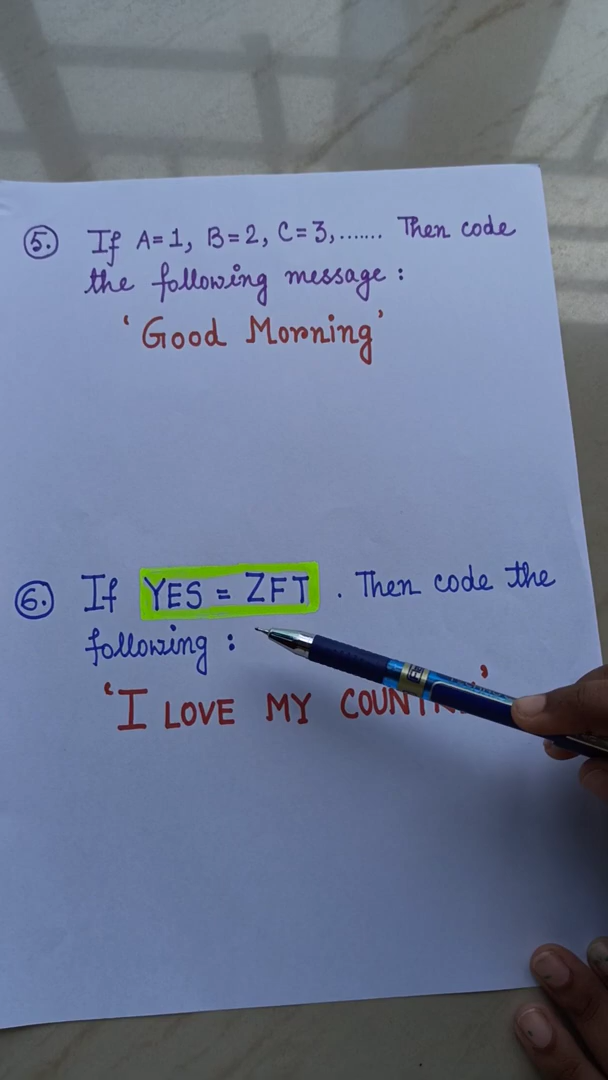 5. If A=1, B=2, C=3,....... Then code
the following message :
'Good Morning'
6. If YES = ZFT . Then code the
following :
'I LOVE MY